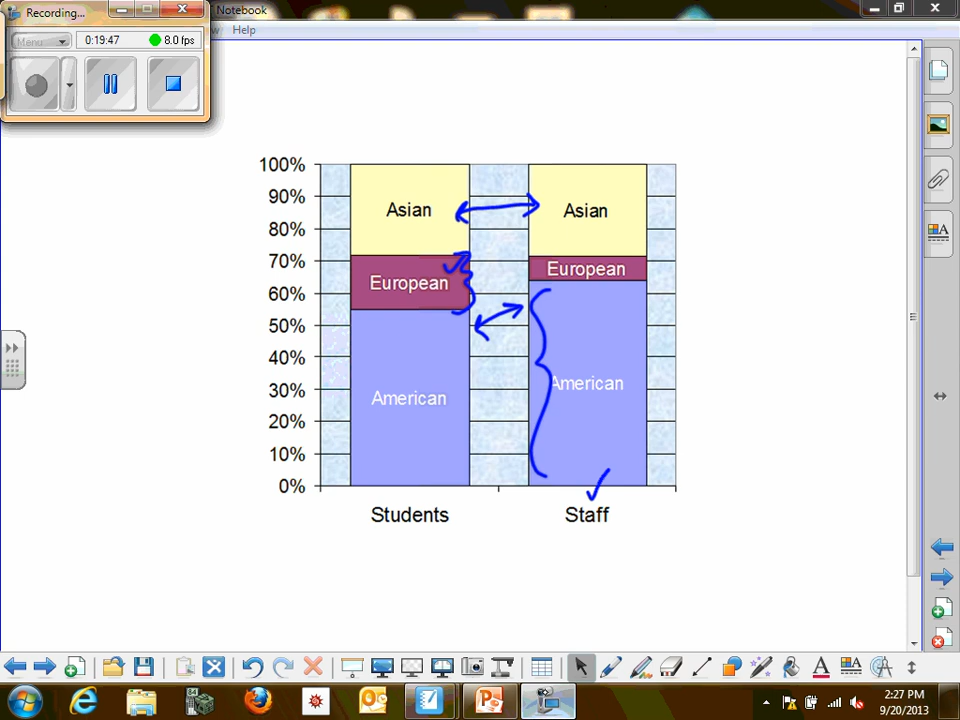 Recording...
Notebook
Menu
0:19:47
8.0 fps
w
Help
100%
90%
80%
70%
60%
50%
40%
30%
20%
10%
0%
Asian
Asian
European
European
American
American
Students
Staff
2:27 PM
9/20/2013